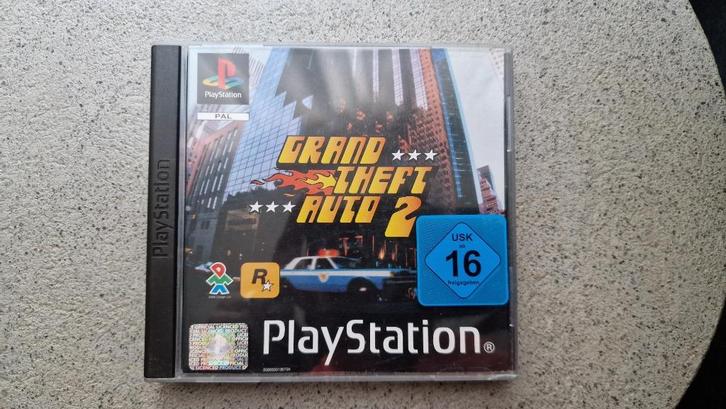 PlayStation
PAL
PlayStation
GRAND
THEFT
AUTO 2
USK
ab
16
freigegeben
R
PlayStation®